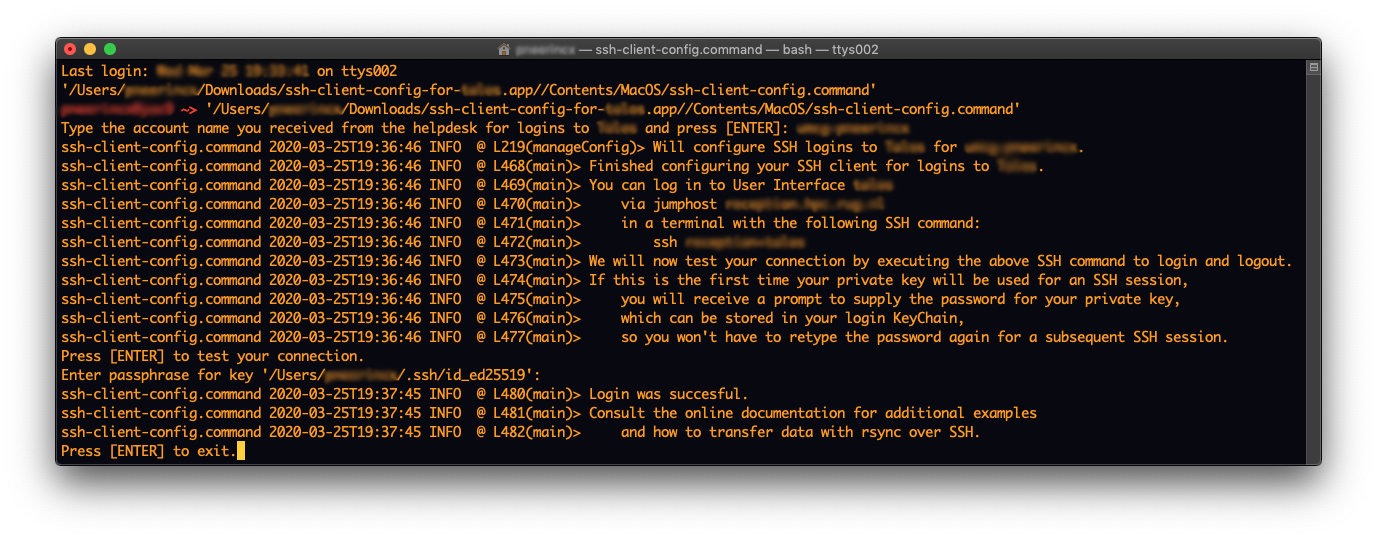 — ssh-client-config.command — bash — ttys002
Last login: on ttys002
'/Users/ /Downloads/ssh-client-config-for- .app//Contents/MacOS/ssh-client-config.command'
~> '/Users/ /Downloads/ssh-client-config-for- .app//Contents/MacOS/ssh-client-config.command'
Type the account name you received from the helpdesk for logins to and press [ENTER]:
ssh-client-config.command 2020-03-25T19:36:46 INFO @ L219(manageConfig)> Will configure SSH logins to for .
ssh-client-config.command 2020-03-25T19:36:46 INFO @ L468(main)> Finished configuring your SSH client for logins to .
ssh-client-config.command 2020-03-25T19:36:46 INFO @ L469(main)> You can log in to User Interface
ssh-client-config.command 2020-03-25T19:36:46 INFO @ L470(main)> via jumphost
ssh-client-config.command 2020-03-25T19:36:46 INFO @ L471(main)> in a terminal with the following SSH command:
ssh-client-config.command 2020-03-25T19:36:46 INFO @ L472(main)> ssh
ssh-client-config.command 2020-03-25T19:36:46 INFO @ L473(main)> We will now test your connection by executing the above SSH command to login and logout.
ssh-client-config.command 2020-03-25T19:36:46 INFO @ L474(main)> If this is the first time your private key will be used for an SSH session,
ssh-client-config.command 2020-03-25T19:36:46 INFO @ L475(main)> you will receive a prompt to supply the password for your private key,
ssh-client-config.command 2020-03-25T19:36:46 INFO @ L476(main)> which can be stored in your login KeyChain,
ssh-client-config.command 2020-03-25T19:36:46 INFO @ L477(main)> so you won't have to retype the password again for a subsequent SSH session.
Press [ENTER] to test your connection.
Enter passphrase for key '/Users/ /.ssh/id_ed25519':
ssh-client-config.command 2020-03-25T19:37:45 INFO @ L480(main)> Login was succesful.
ssh-client-config.command 2020-03-25T19:37:45 INFO @ L481(main)> Consult the online documentation for additional examples
ssh-client-config.command 2020-03-25T19:37:45 INFO @ L482(main)> and how to transfer data with rsync over SSH.
Press [ENTER] to exit.